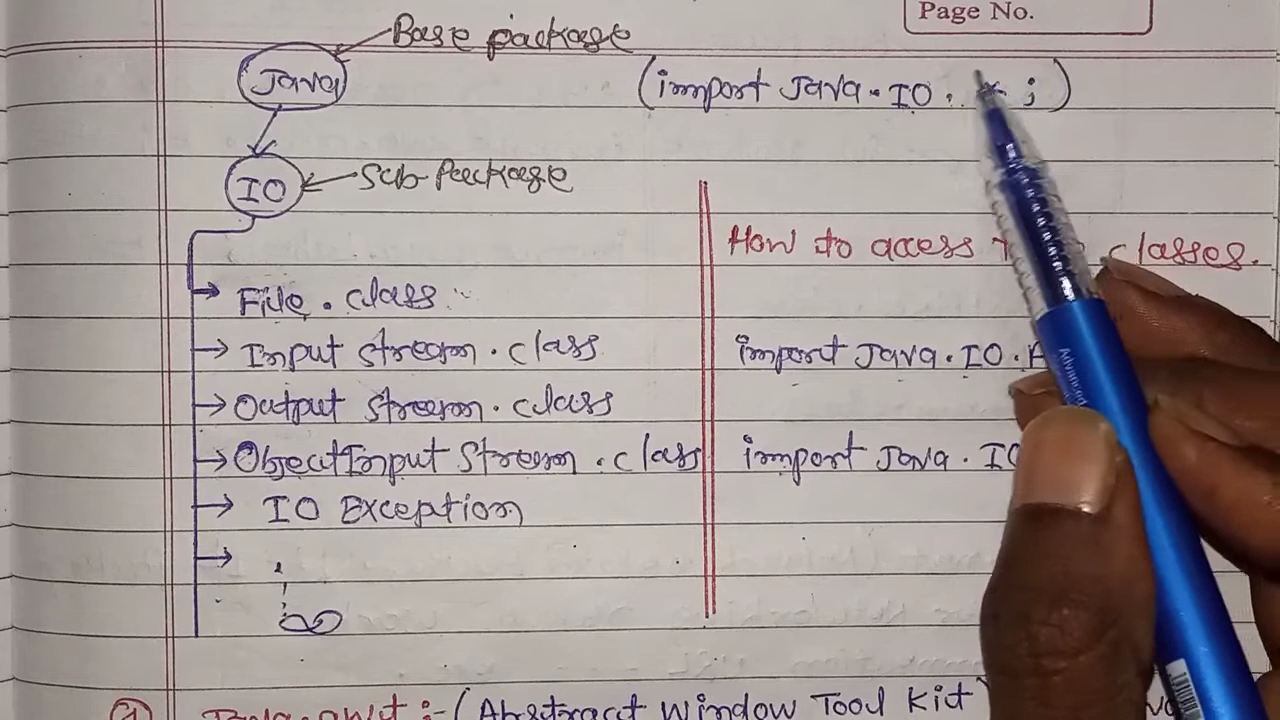 Page No.
Base package
Java
(import Java.IO. * ;)
IO
Sub Package
How to access classes.
File.class
Input Stream.class
import Java.IO.
Output Stream.class
ObjectInput Stream.class
import Java.IO
IO Exception
Java.awt :- (Abstract Window Tool Kit